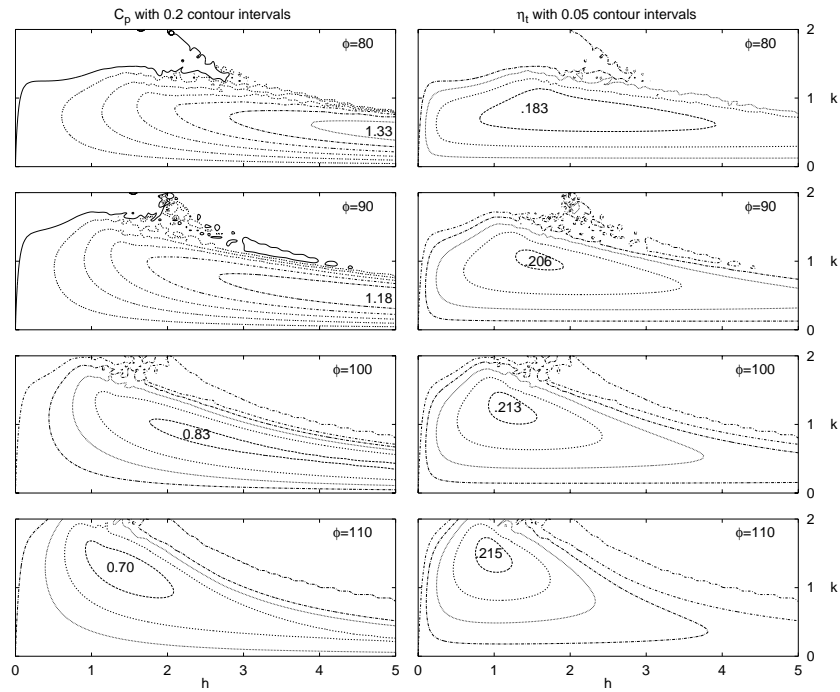 Cp with 0.2 contour intervals
ηt with 0.05 contour intervals
ϕ=80
1.33
ϕ=80
.183
2
1
0
k
ϕ=90
1.18
ϕ=90
.206
2
1
0
k
ϕ=100
0.83
ϕ=100
.213
2
1
0
k
ϕ=110
0.70
ϕ=110
.215
2
1
0
k
0 1 2 3 4 5
h
0 1 2 3 4 5
h